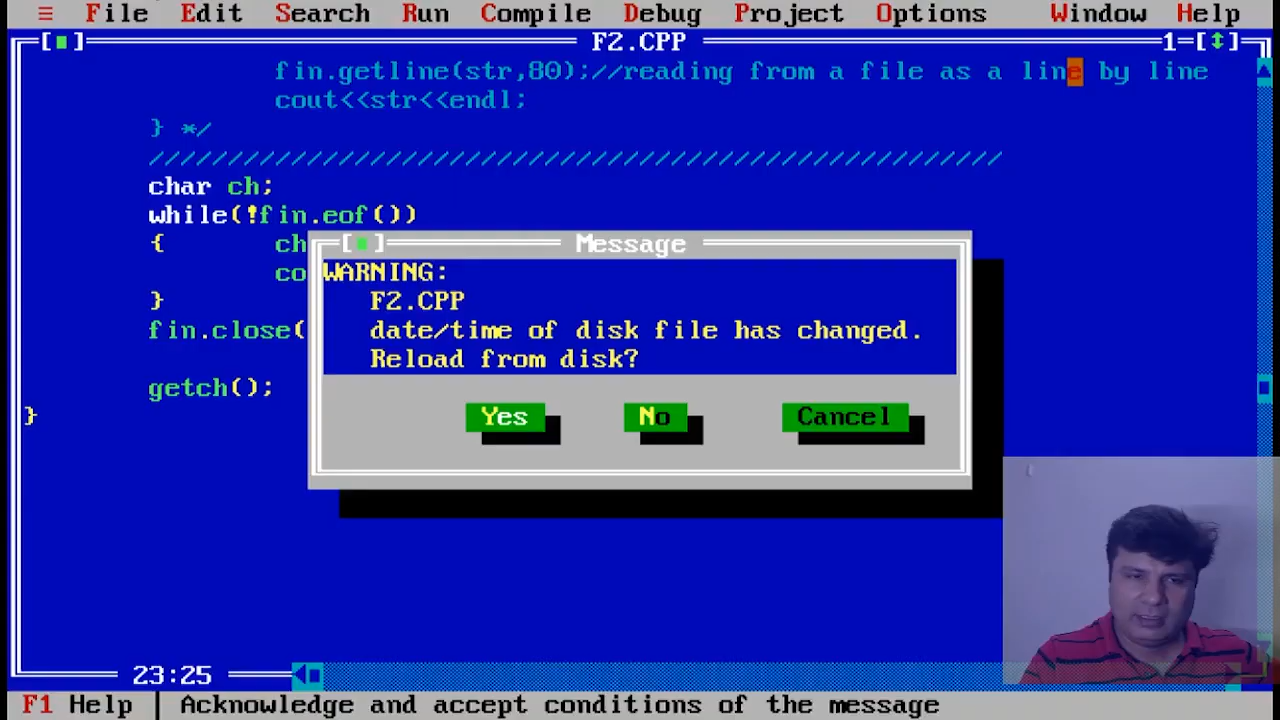 ≡ File Edit Search Run Compile Debug Project Options Window Help
[■] F2.CPP 1=[↕]
fin.getline(str,80);//reading from a file as a line by line
cout<<str<<endl;
} */
//////////////////////////////////////////////////////
char ch;
while(!fin.eof())
{ ch
co
}
fin.close(
getch();
}
[■] Message
WARNING:
F2.CPP
date/time of disk file has changed.
Reload from disk?
Yes No Cancel
23:25
F1 Help | Acknowledge and accept conditions of the message